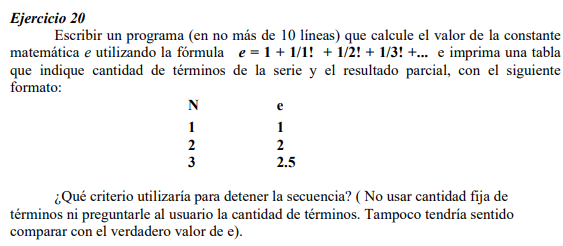 Ejercicio 20
Escribir un programa (en no más de 10 líneas) que calcule el valor de la constante
matemática e utilizando la fórmula e = 1 + 1/1! + 1/2! + 1/3! +... e imprima una tabla
que indique cantidad de términos de la serie y el resultado parcial, con el siguiente
formato:
N e
1 1
2 2
3 2.5
¿Qué criterio utilizaría para detener la secuencia? ( No usar cantidad fija de
términos ni preguntarle al usuario la cantidad de términos. Tampoco tendría sentido
comparar con el verdadero valor de e).